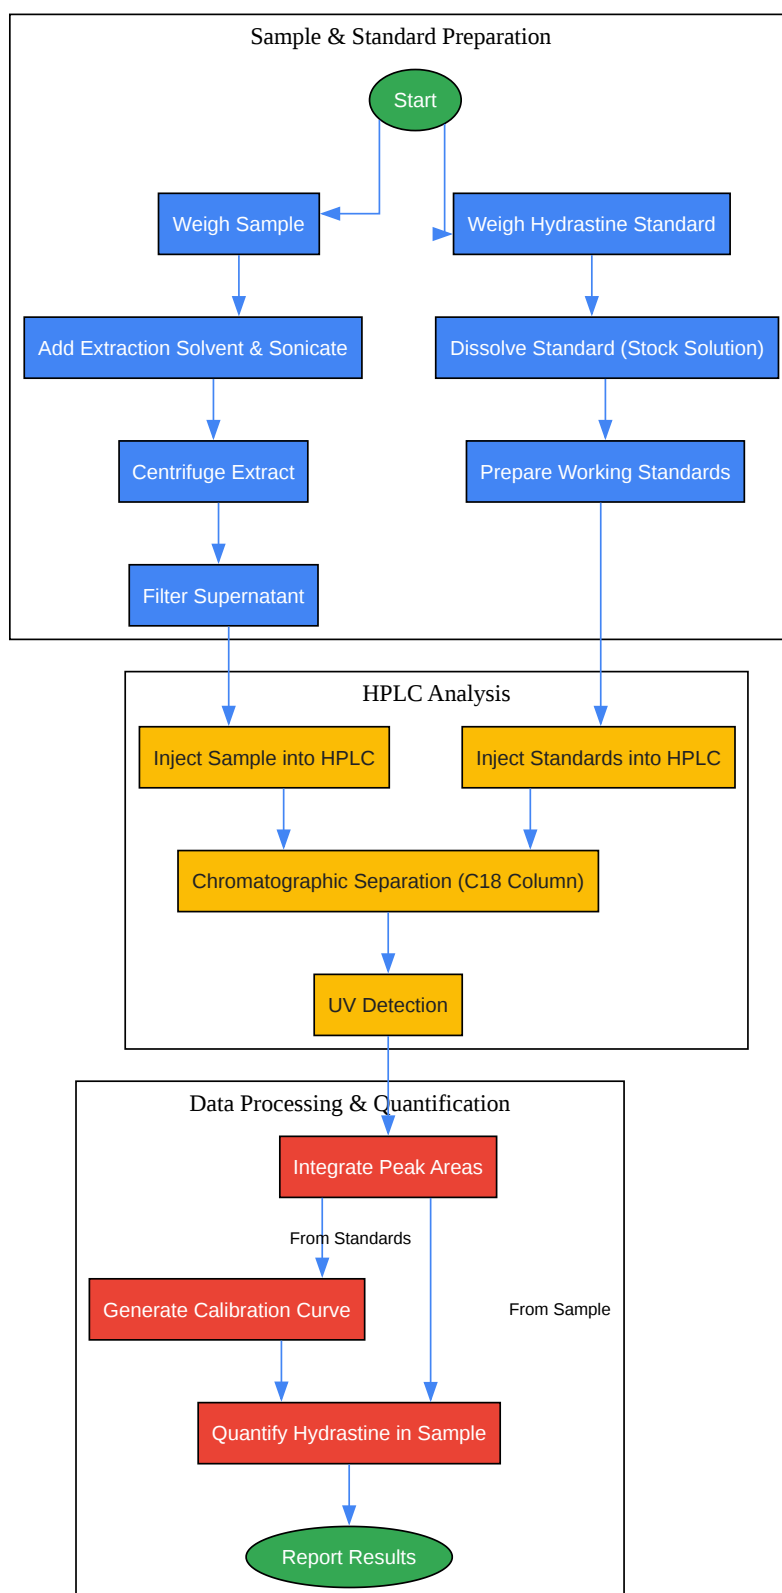 Sample & Standard Preparation
Start
Weigh Sample
Weigh Hydrastine Standard
Add Extraction Solvent & Sonicate
Dissolve Standard (Stock Solution)
Centrifuge Extract
Prepare Working Standards
Filter Supernatant
HPLC Analysis
Inject Sample into HPLC
Inject Standards into HPLC
Chromatographic Separation (C18 Column)
UV Detection
Data Processing & Quantification
Integrate Peak Areas
From Standards
Generate Calibration Curve
From Sample
Quantify Hydrastine in Sample
Report Results